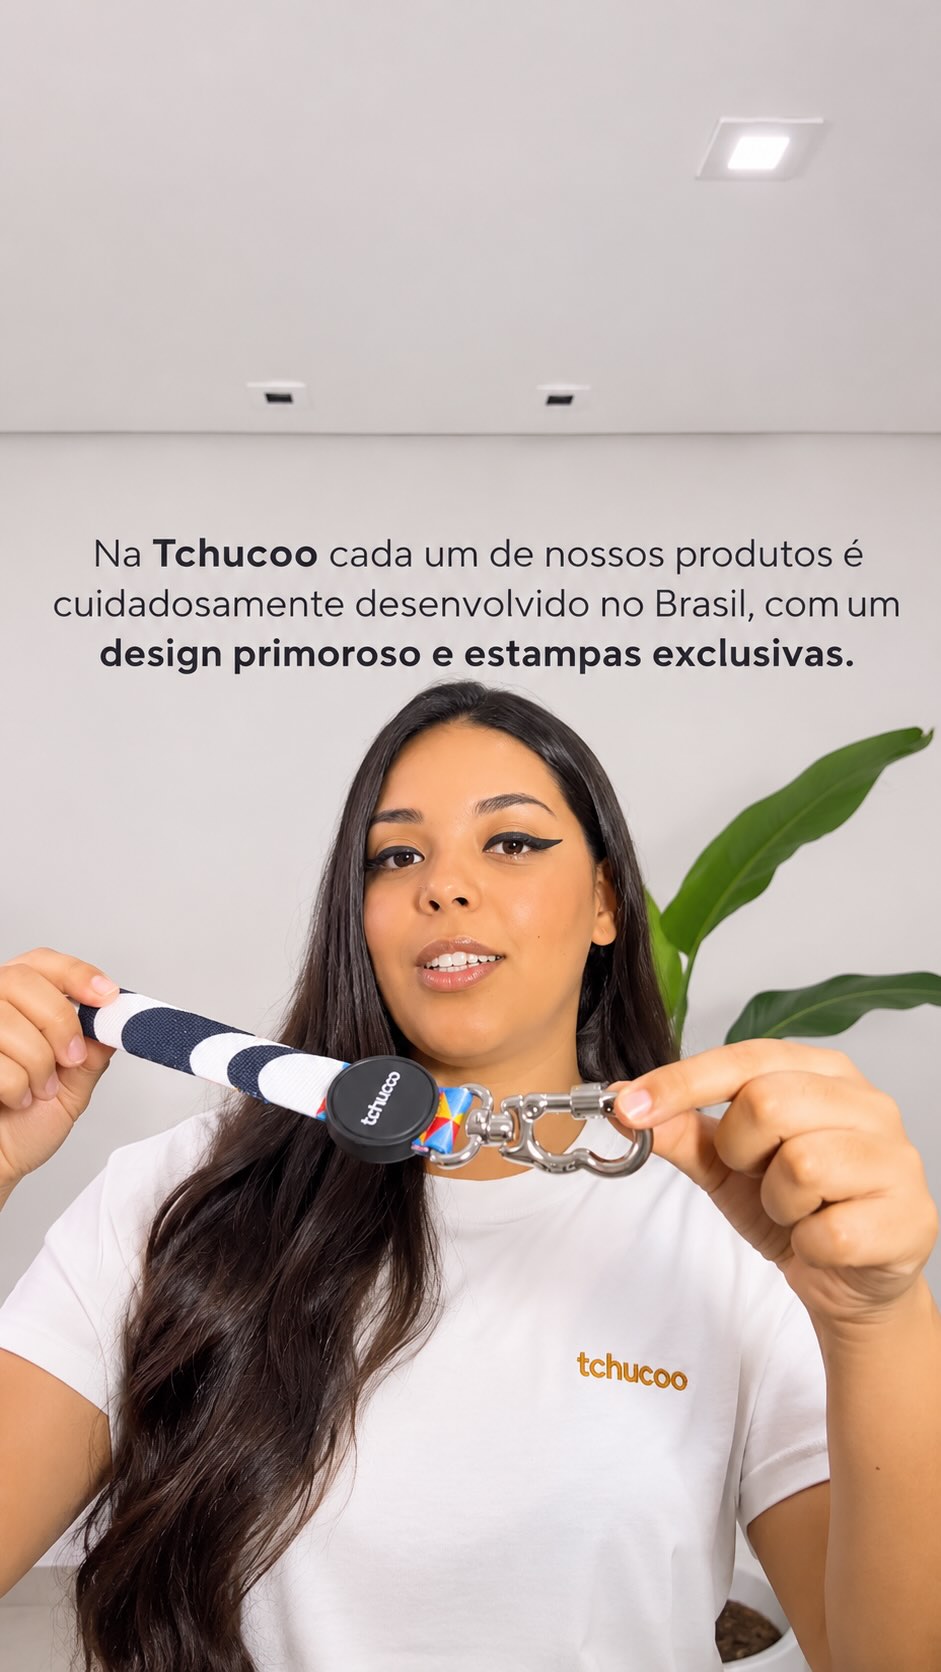 Na Tchucoo cada um de nossos produtos é
cuidadosamente desenvolvido no Brasil, com um
design primoroso e estampas exclusivas.
tchucoo
tchucoo